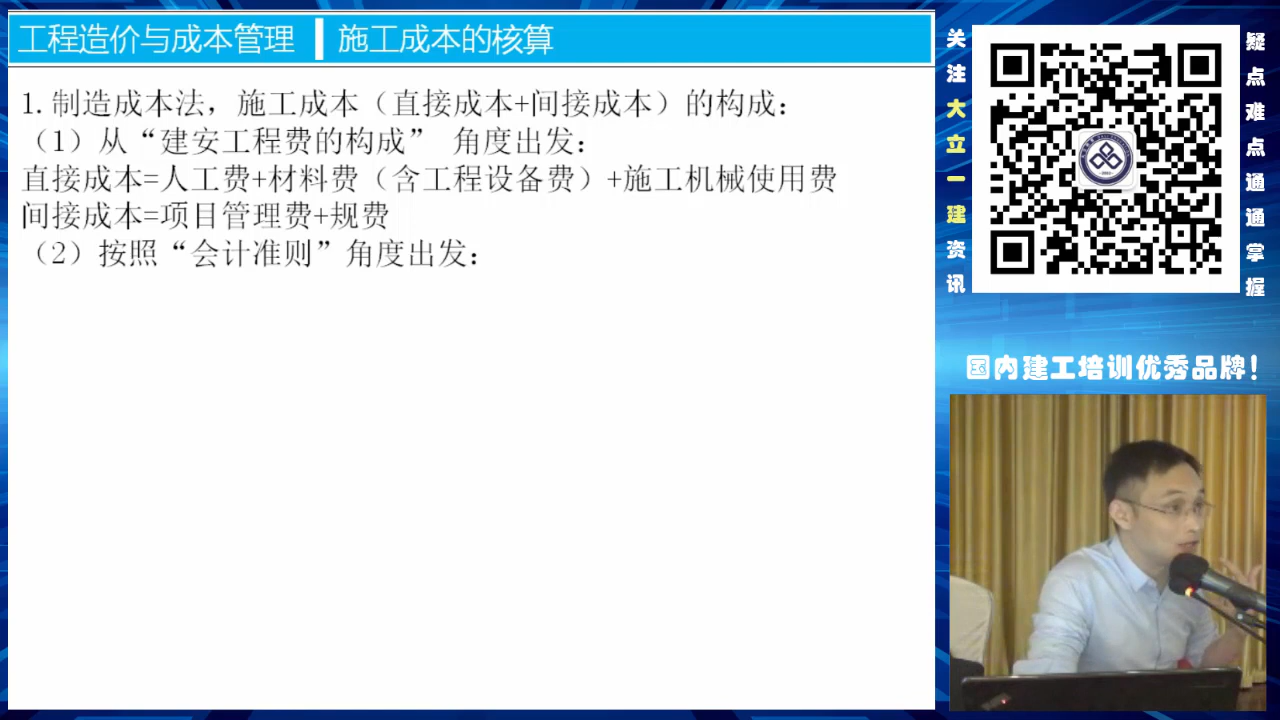 工程造价与成本管理 ┃ 施工成本的核算
1.制造成本法，施工成本（直接成本+间接成本）的构成：
（1）从“建安工程费的构成” 角度出发：
直接成本=人工费+材料费（含工程设备费）+施工机械使用费
间接成本=项目管理费+规费
（2）按照“会计准则”角度出发：
关注大立一建资讯
疑点难点通通掌握
国内建工培训优秀品牌！